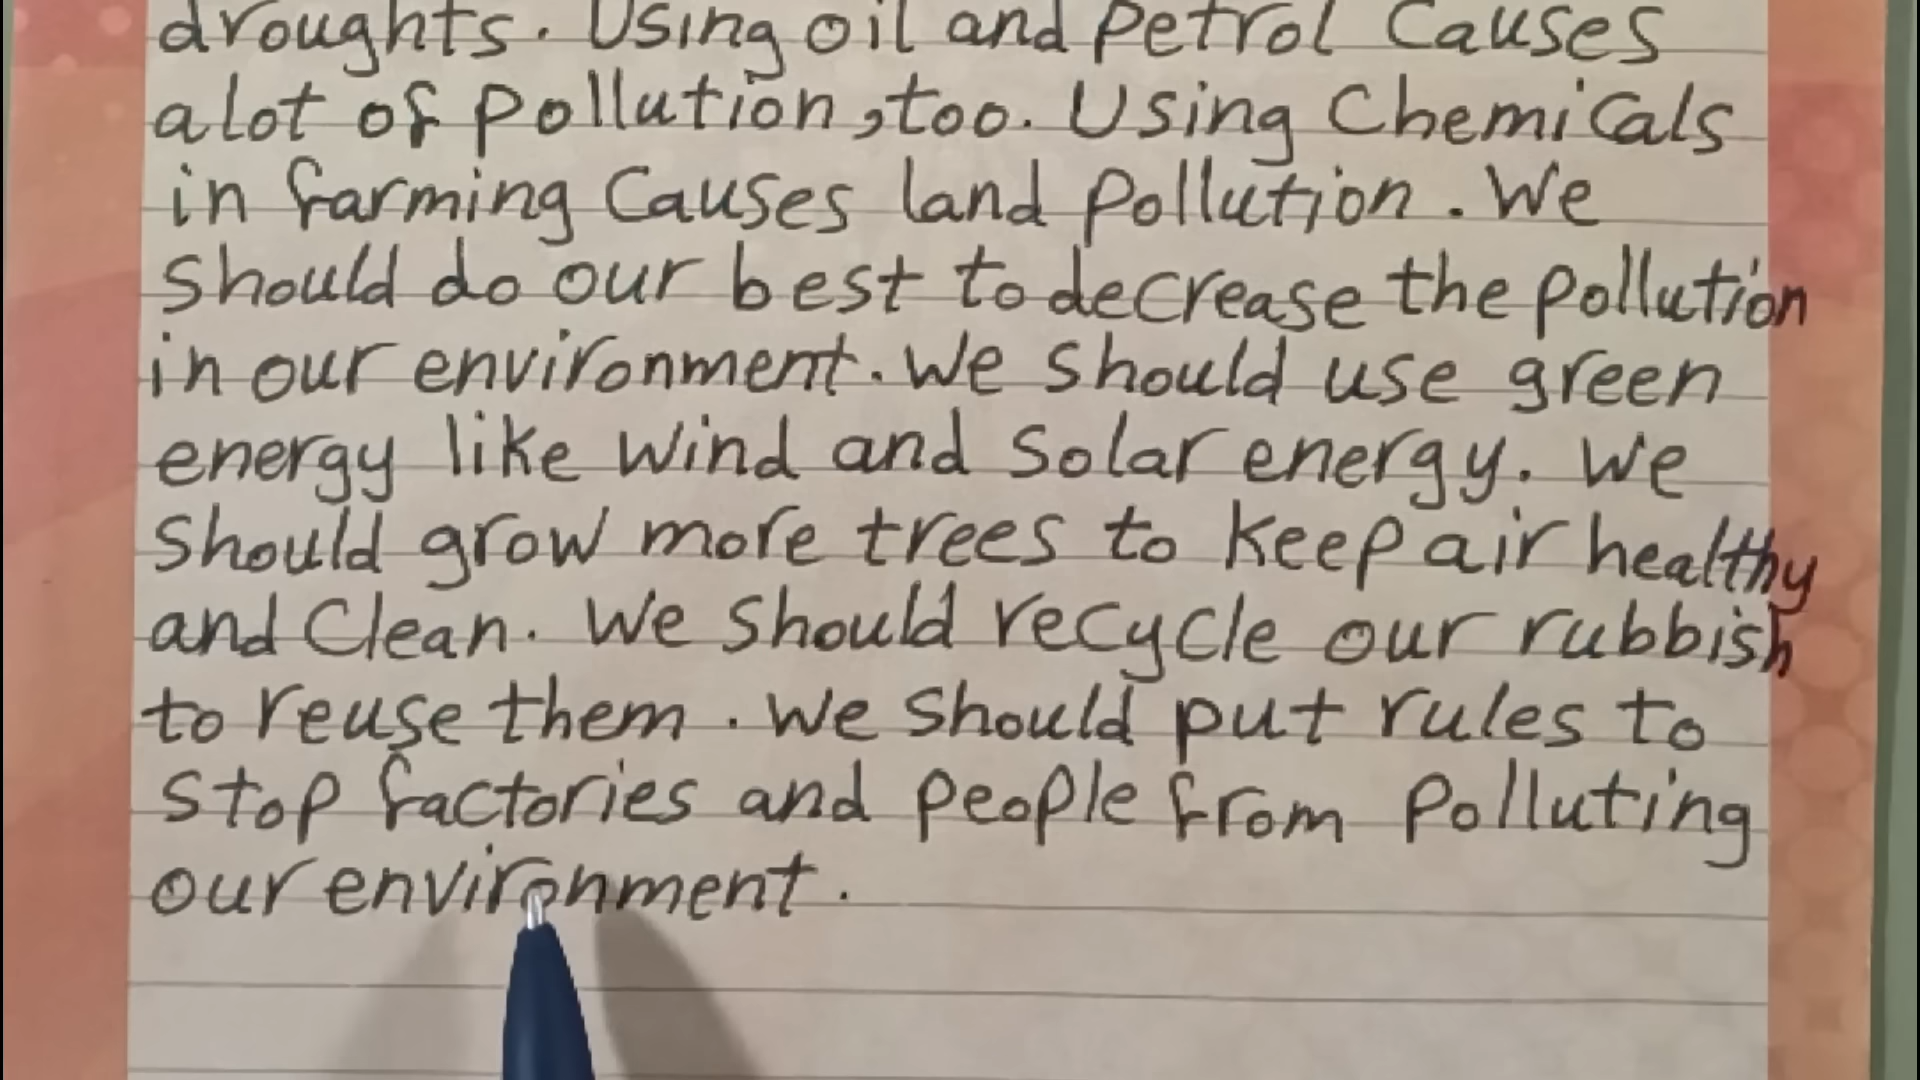 droughts. Using oil and petrol causes
alot of pollution, too. Using Chemicals
in farming causes land pollution. We
should do our best to decrease the pollution
in our environment. We should use green
energy like wind and solar energy. We
should grow more trees to keep air healthy
and clean. We should recycle our rubbish
to reuse them. We should put rules to
stop factories and people from polluting
our environment.